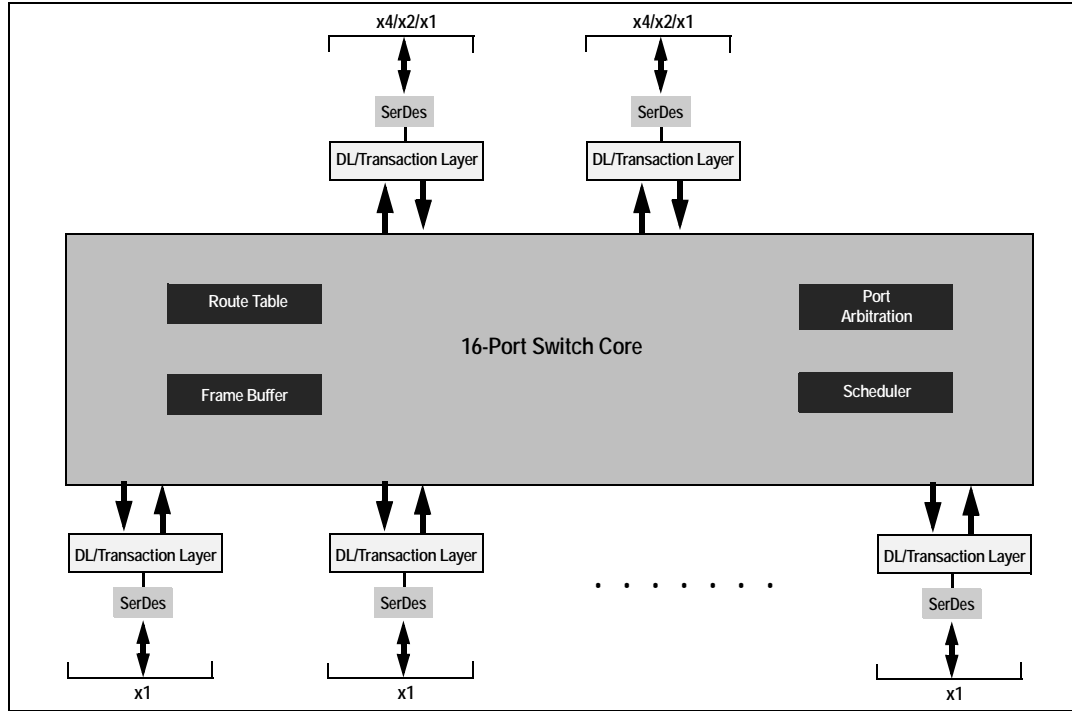 x4/x2/x1
x4/x2/x1
SerDes
SerDes
DL/Transaction Layer
DL/Transaction Layer
Route Table
Port
Arbitration
16-Port Switch Core
Frame Buffer
Scheduler
DL/Transaction Layer
DL/Transaction Layer
DL/Transaction Layer
SerDes
SerDes
SerDes
x1
x1
x1